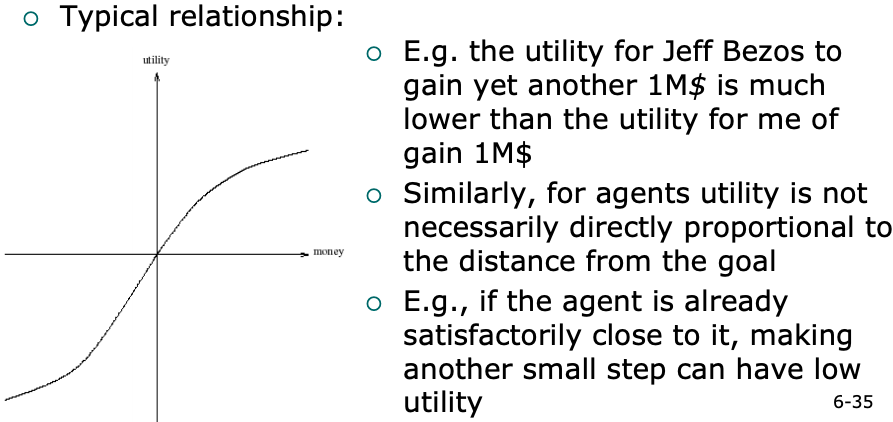 Typical relationship:
utility
money
E.g. the utility for Jeff Bezos to
gain yet another 1M$ is much
lower than the utility for me of
gain 1M$
Similarly, for agents utility is not
necessarily directly proportional to
the distance from the goal
E.g., if the agent is already
satisfactorily close to it, making
another small step can have low
utility
6-35